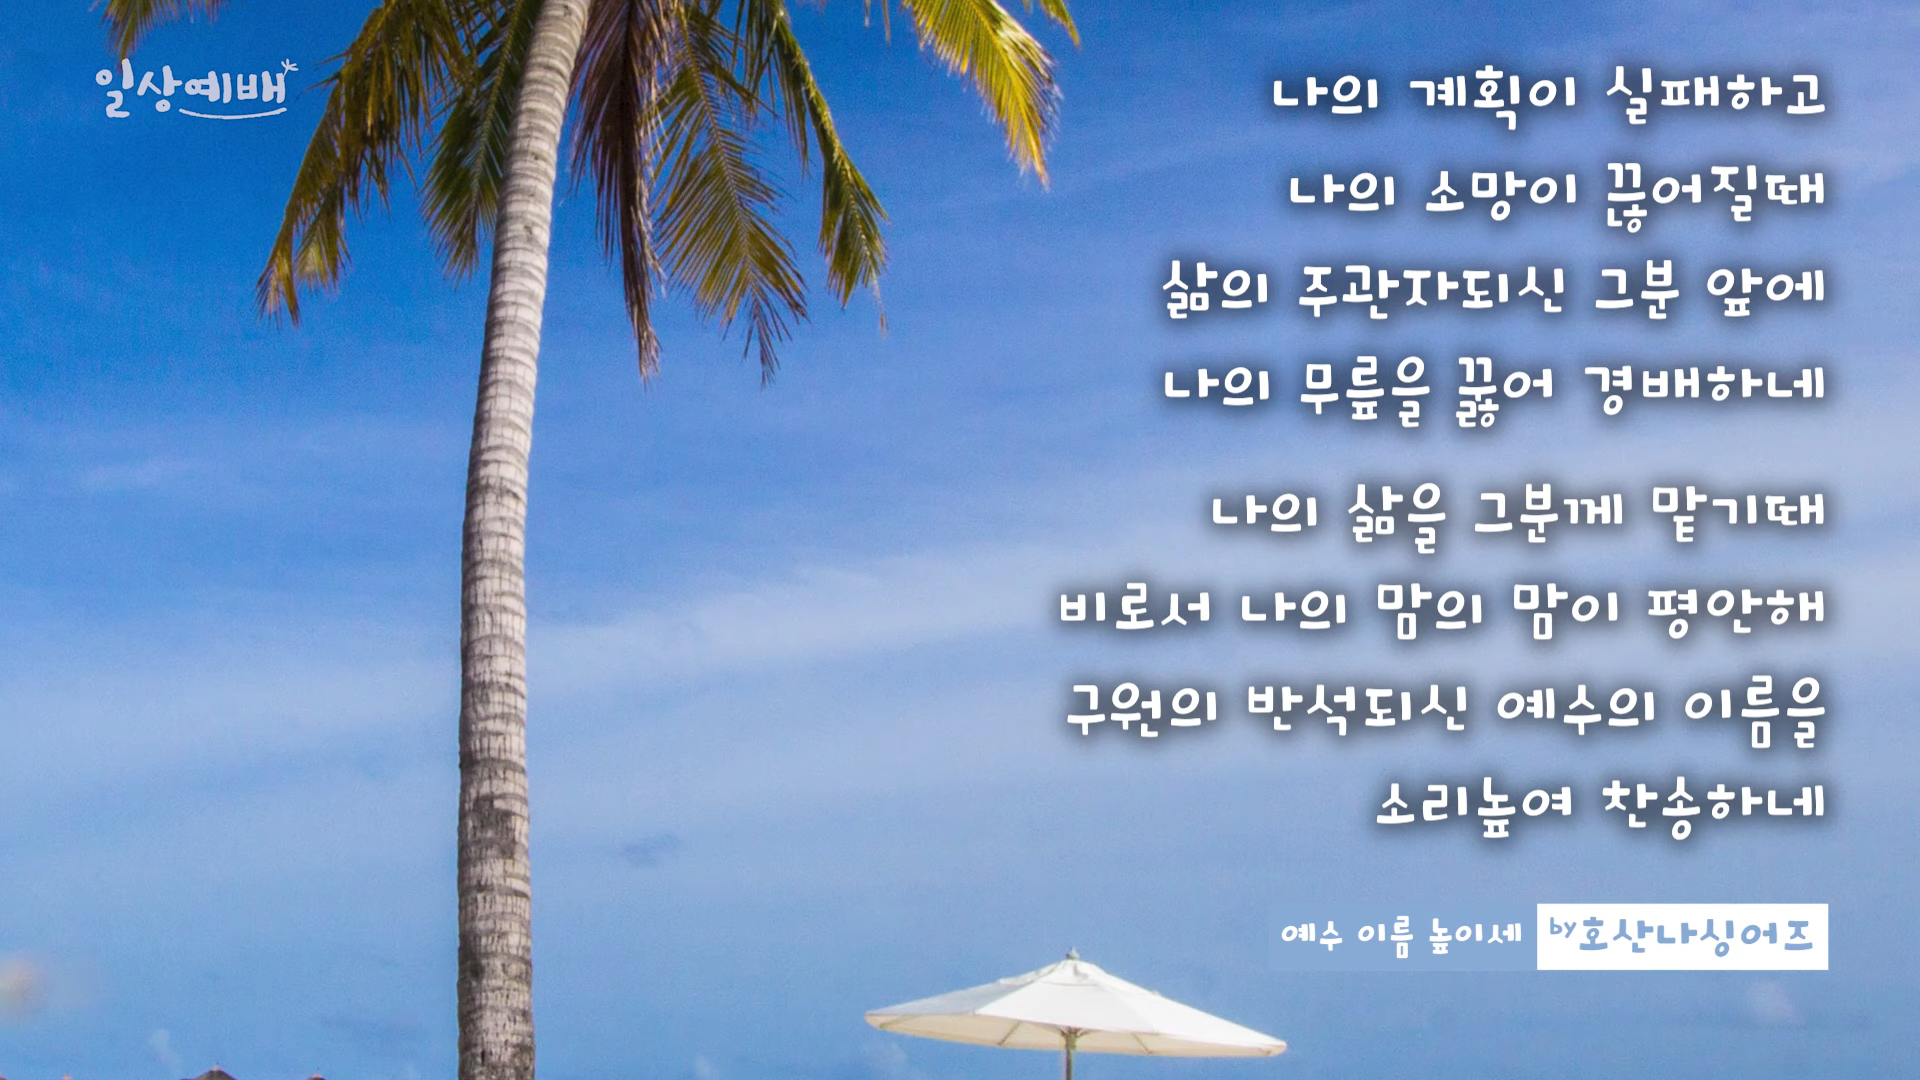 일상예배
나의 계획이 실패하고
나의 소망이 끊어질때
삶의 주관자되신 그분 앞에
나의 무릎을 꿇어 경배하네
나의 삶을 그분께 맡기때
비로서 나의 맘의 맘이 평안해
구원의 반석되신 예수의 이름을
소리높여 찬송하네
예수 이름 높이세 by호산나싱어즈